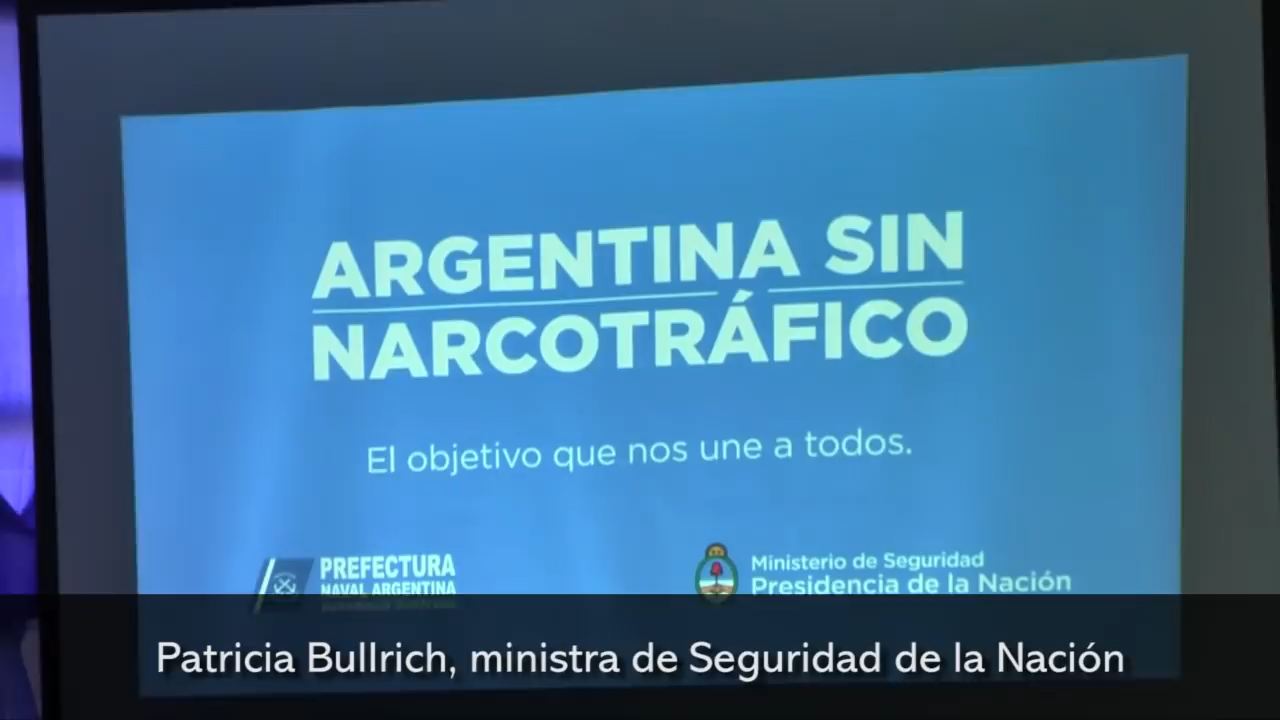 ARGENTINA SIN
NARCOTRÁFICO
El objetivo que nos une a todos.
PREFECTURA
NAVAL ARGENTINA
Ministerio de Seguridad
Presidencia de la Nación
Patricia Bullrich, ministra de Seguridad de la Nación